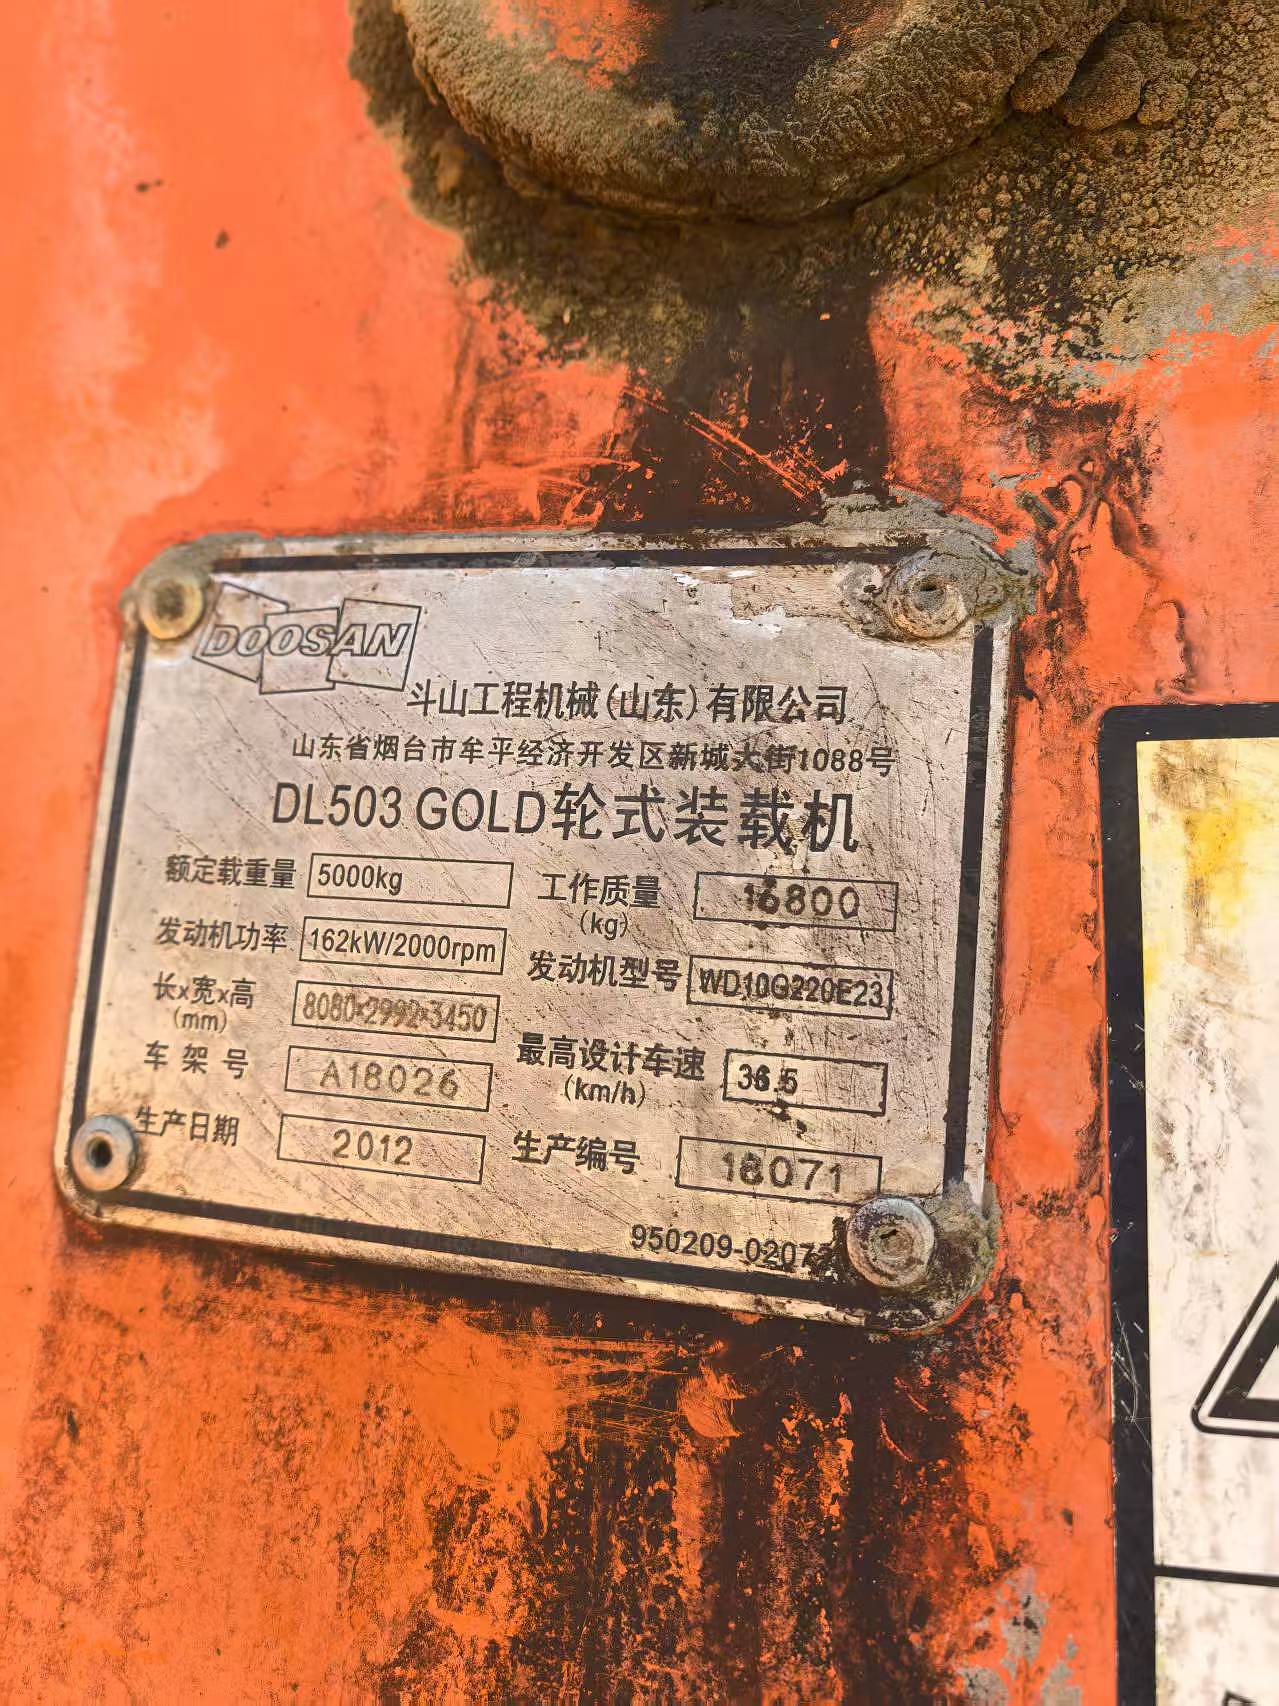 DOOSAN
斗山工程机械(山东)有限公司
山东省烟台市牟平经济开发区新城大街1088号
DL503 GOLD轮式装载机
额定载重量 5000kg 工作质量(kg) 16800
发动机功率 162kW/2000rpm 发动机型号 WD10G220E23
长x宽x高(mm) 8080×2992×3450 最高设计车速(km/h) 36.5
车架号 A18026
生产日期 2012 生产编号 18071